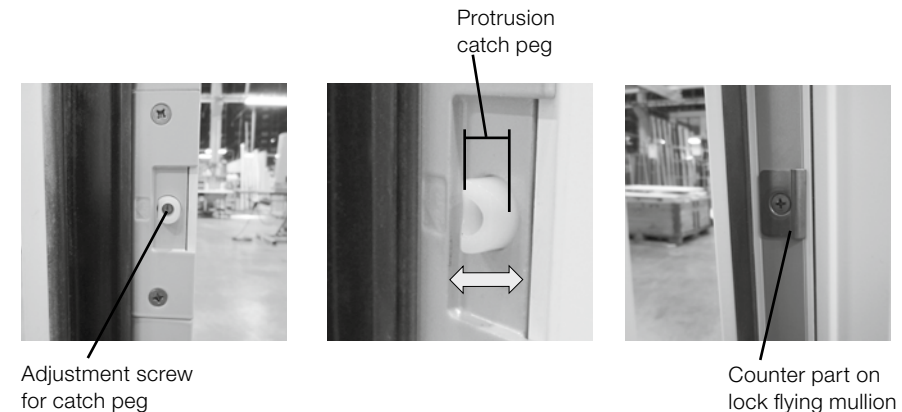 Protrusion
catch peg
Adjustment screw
for catch peg
Counter part on
lock flying mullion